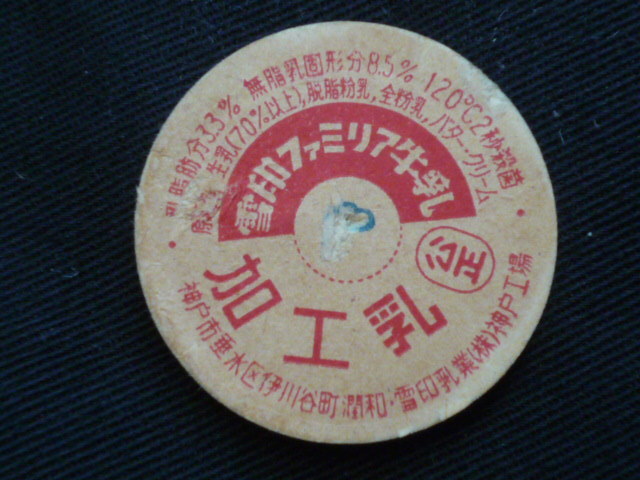 脂肪分3.3% 無脂乳固形分8.5% 120℃2秒殺菌
生乳(70%以上),脱脂粉乳,全粉乳,バター,クリーム
雪印ファミリア牛乳
公正
加工乳
神戸市垂水区伊川谷町潤和・雪印乳業(株)神戸工場